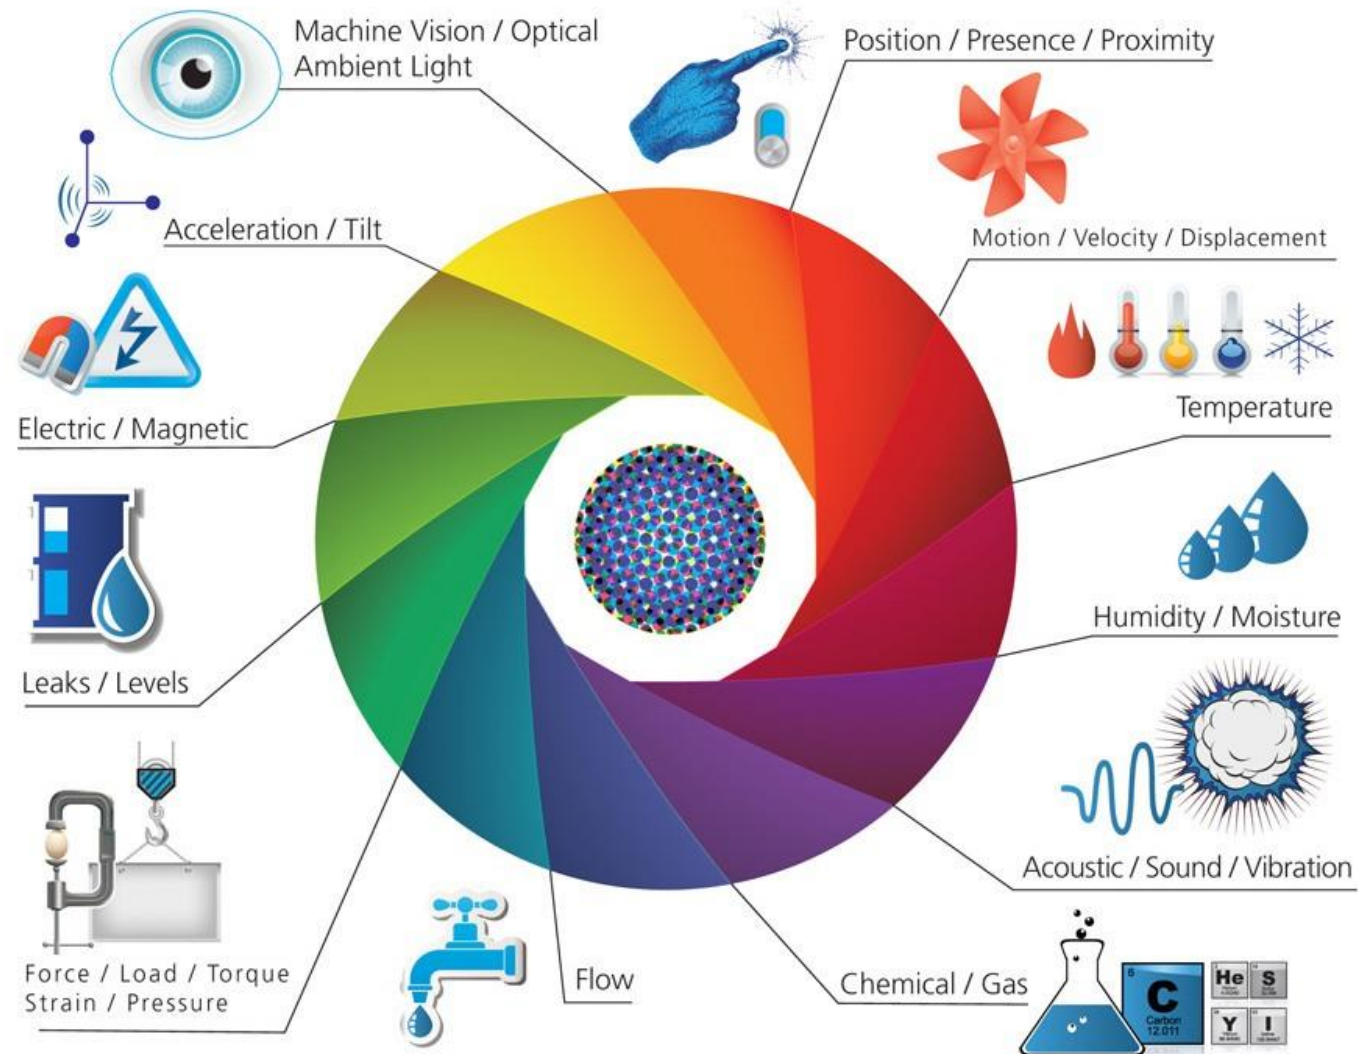 Machine Vision / Optical
Ambient Light
Position / Presence / Proximity
Acceleration / Tilt
Motion / Velocity / Displacement
Temperature
Electric / Magnetic
Humidity / Moisture
Leaks / Levels
Acoustic / Sound / Vibration
Force / Load / Torque
Strain / Pressure
Flow
Chemical / Gas
6
C
Carbon
12.011
He
S
Y
I